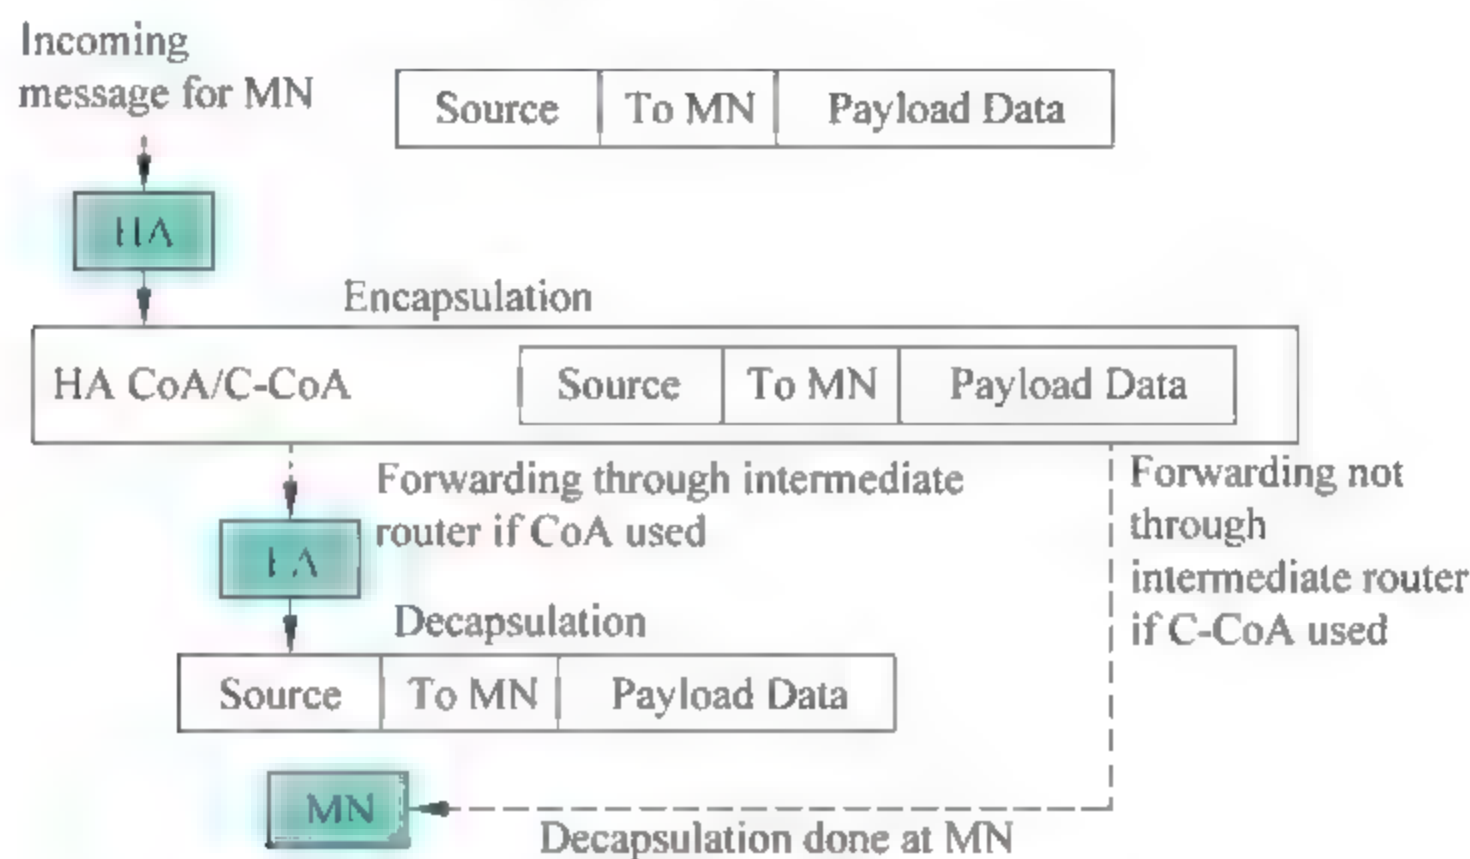 Incoming
message for MN
Source To MN Payload Data
HA
Encapsulation
HA CoA/C-CoA Source To MN Payload Data
Forwarding through intermediate
router if CoA used
Forwarding not
through
intermediate router
if C-CoA used
FA
Decapsulation
Source To MN Payload Data
MN
Decapsulation done at MN